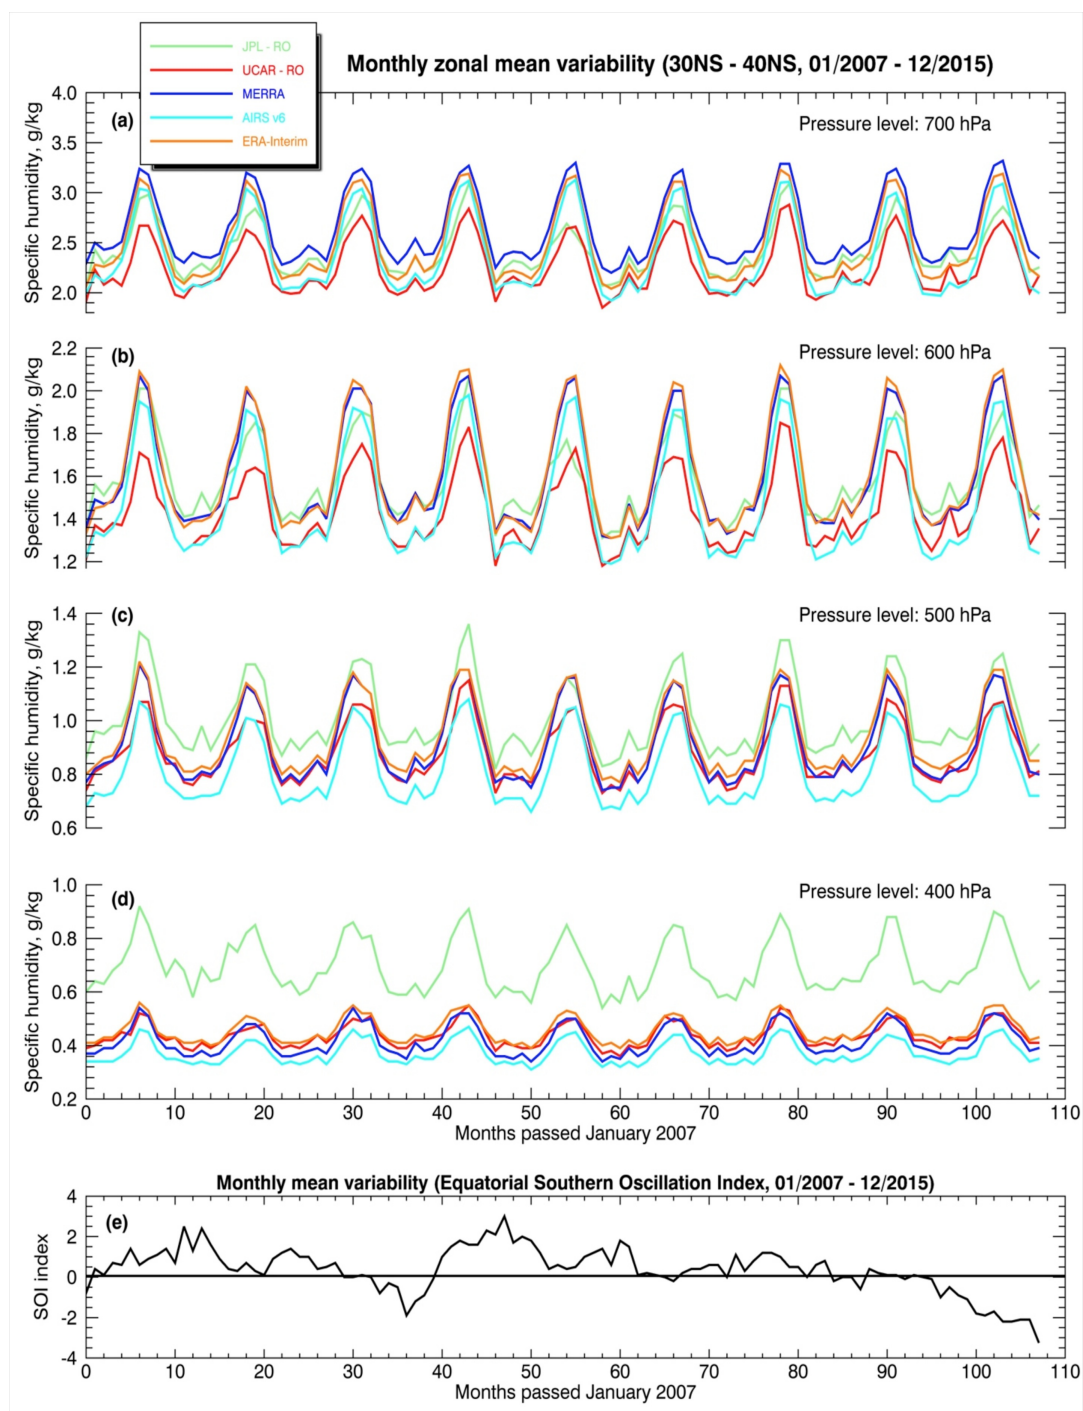 JPL - RO
UCAR - RO
MERRA
AIRS v6
ERA-Interim
Monthly zonal mean variability (30NS - 40NS, 01/2007 - 12/2015)
(a)
Pressure level: 700 hPa
Specific humidity, g/kg
4.0
3.5
3.0
2.5
2.0
(b)
Pressure level: 600 hPa
Specific humidity, g/kg
2.2
2.0
1.8
1.6
1.4
1.2
(c)
Pressure level: 500 hPa
Specific humidity, g/kg
1.4
1.2
1.0
0.8
0.6
(d)
Pressure level: 400 hPa
Specific humidity, g/kg
1.0
0.8
0.6
0.4
0.2
0 10 20 30 40 50 60 70 80 90 100 110
Months passed January 2007
Monthly mean variability (Equatorial Southern Oscillation Index, 01/2007 - 12/2015)
(e)
SOI index
4
2
0
-2
-4
0 10 20 30 40 50 60 70 80 90 100 110
Months passed January 2007